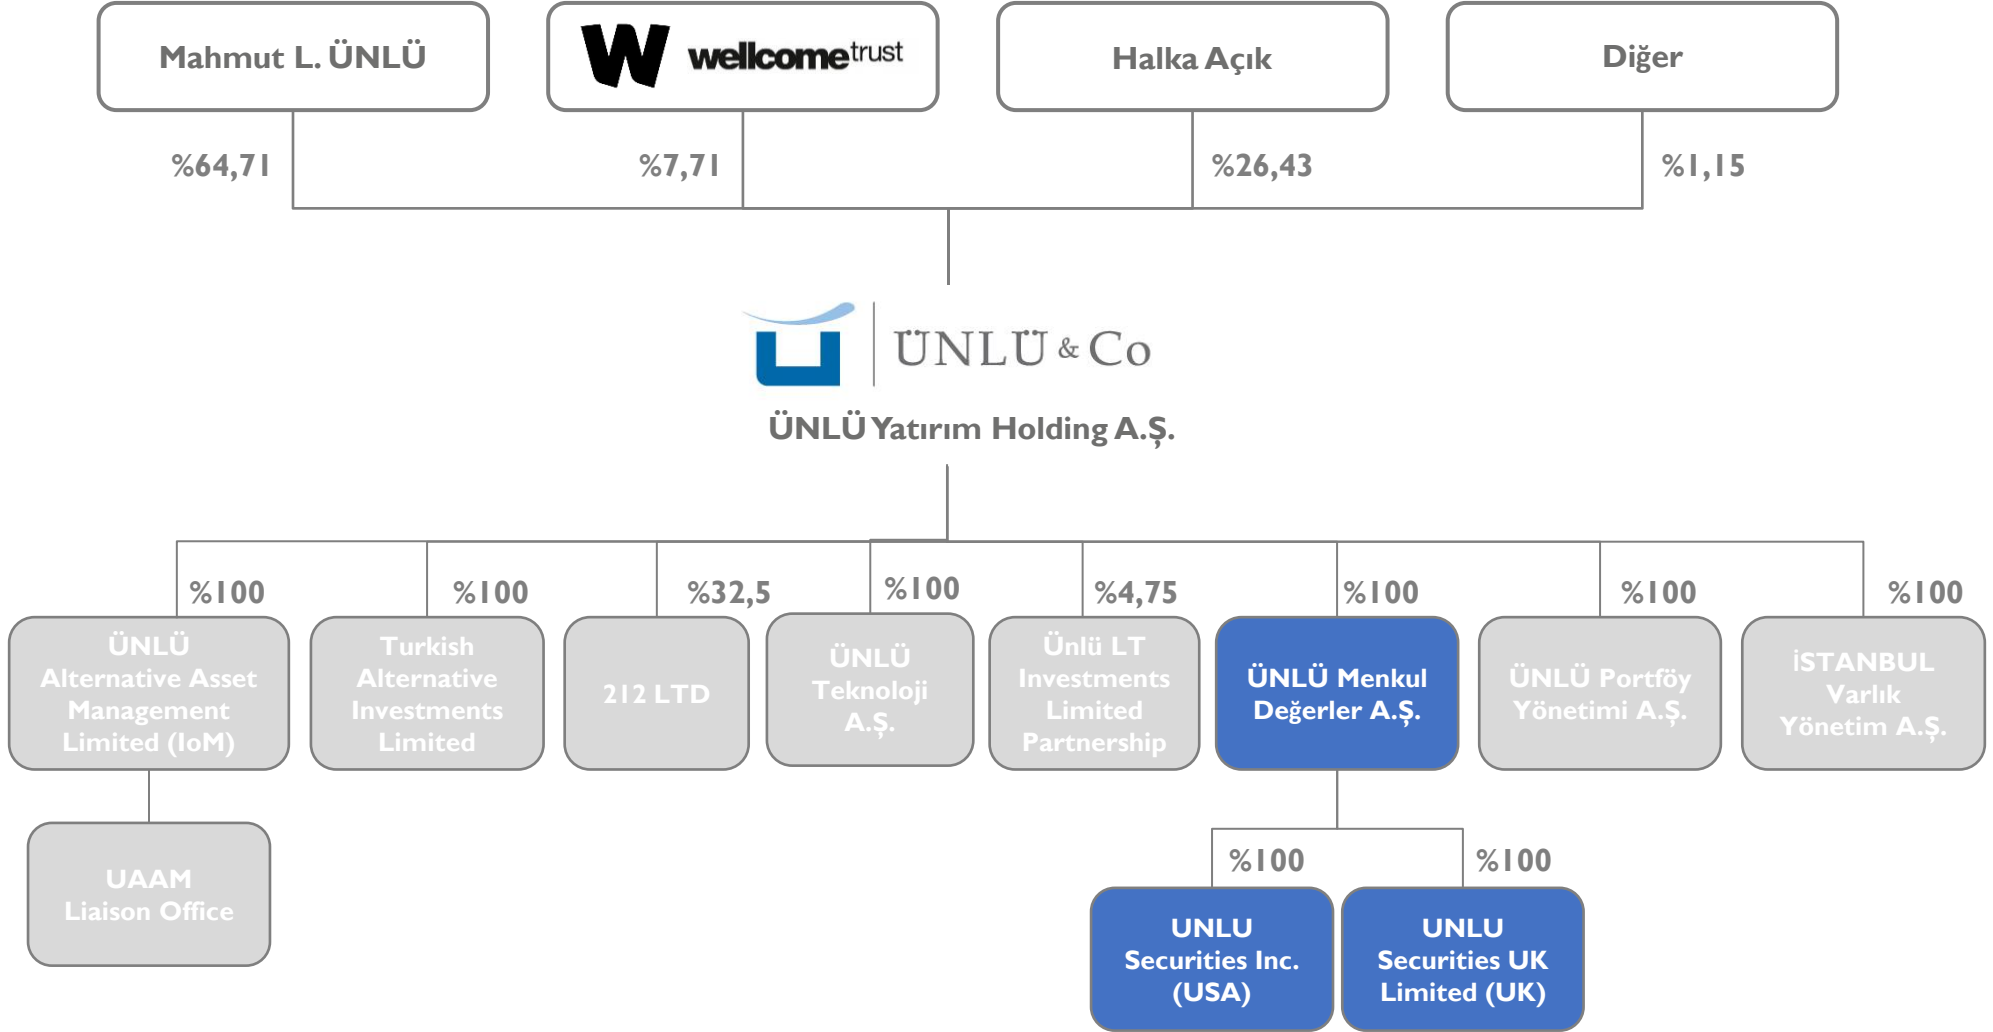 Mahmut L. ÜNLÜ
W wellcometrust
Halka Açık
Diğer
%64,71
%7,71
%26,43
%1,15
ÜNLÜ & Co
ÜNLÜ Yatırım Holding A.Ş.
%100
%100
%32,5
%100
%4,75
%100
%100
%100
ÜNLÜ
Alternative Asset
Management
Limited (IoM)
Turkish
Alternative
Investments
Limited
212 LTD
ÜNLÜ
Teknoloji
A.Ş.
Ünlü LT
Investments
Limited
Partnership
ÜNLÜ Menkul
Değerler A.Ş.
ÜNLÜ Portföy
Yönetimi A.Ş.
İSTANBUL
Varlık
Yönetim A.Ş.
UAAM
Liaison Office
%100
%100
UNLU
Securities Inc.
(USA)
UNLU
Securities UK
Limited (UK)